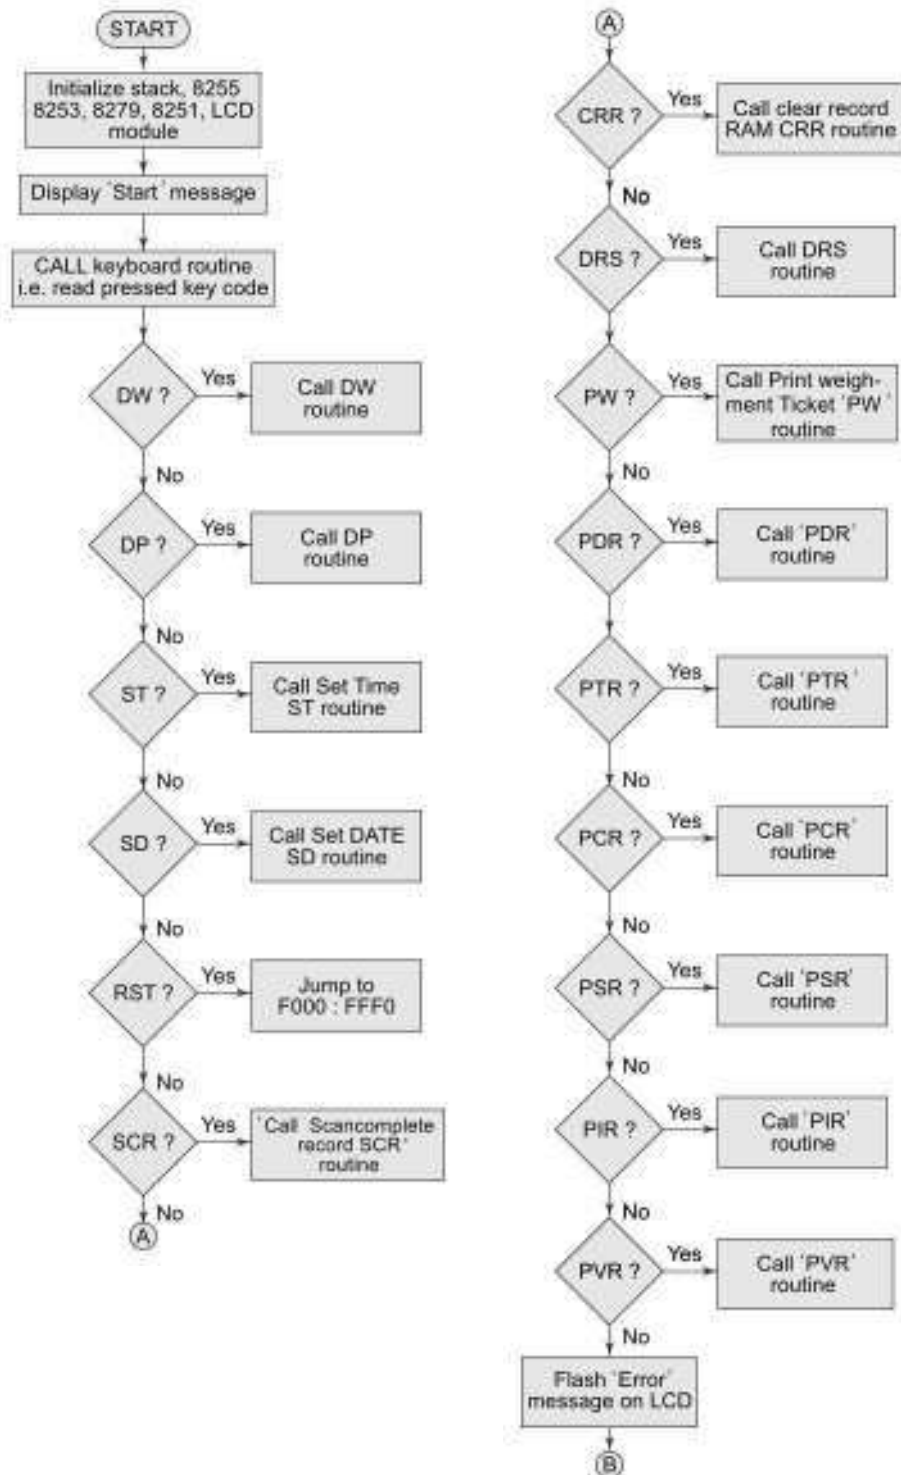 START
Initialize stack, 8255
8253, 8279, 8251, LCD
module
Display 'Start' message
CALL keyboard routine
i.e. read pressed key code
DW ?
Yes
Call DW
routine
No
DP ?
Yes
Call DP
routine
No
ST ?
Yes
Call Set Time
ST routine
No
SD ?
Yes
Call Set DATE
SD routine
No
RST ?
Yes
Jump to
F000 : FFF0
No
SCR ?
Yes
'Call Scancomplete
record SCR'
routine
No
A
A
CRR ?
Yes
Call clear record
RAM CRR routine
No
DRS ?
Yes
Call DRS
routine
No
PW ?
Yes
Call Print weigh-
ment Ticket 'PW'
routine
No
PDR ?
Yes
Call 'PDR'
routine
PTR ?
Yes
Call 'PTR'
routine
No
PCR ?
Yes
Call 'PCR'
routine
No
PSR ?
Yes
Call 'PSR'
routine
No
PIR ?
Yes
Call 'PIR'
routine
No
PVR ?
Yes
Call 'PVR'
routine
No
Flash 'Error'
message on LCD
B